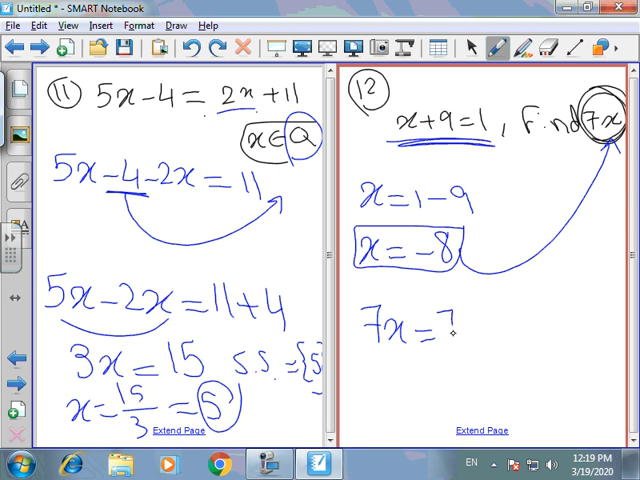 Untitled * - SMART Notebook
File Edit View Insert Format Draw Help
11 5x-4 = 2x+11
x∈Q
5x-4-2x=11
5x-2x=11+4
3x=15 S.S.={5
x=15/3=5
Extend Page
12
x+9=1, Find 7x
x=1-9
x=-8
7x=7
Extend Page
EN 12:19 PM
3/19/2020